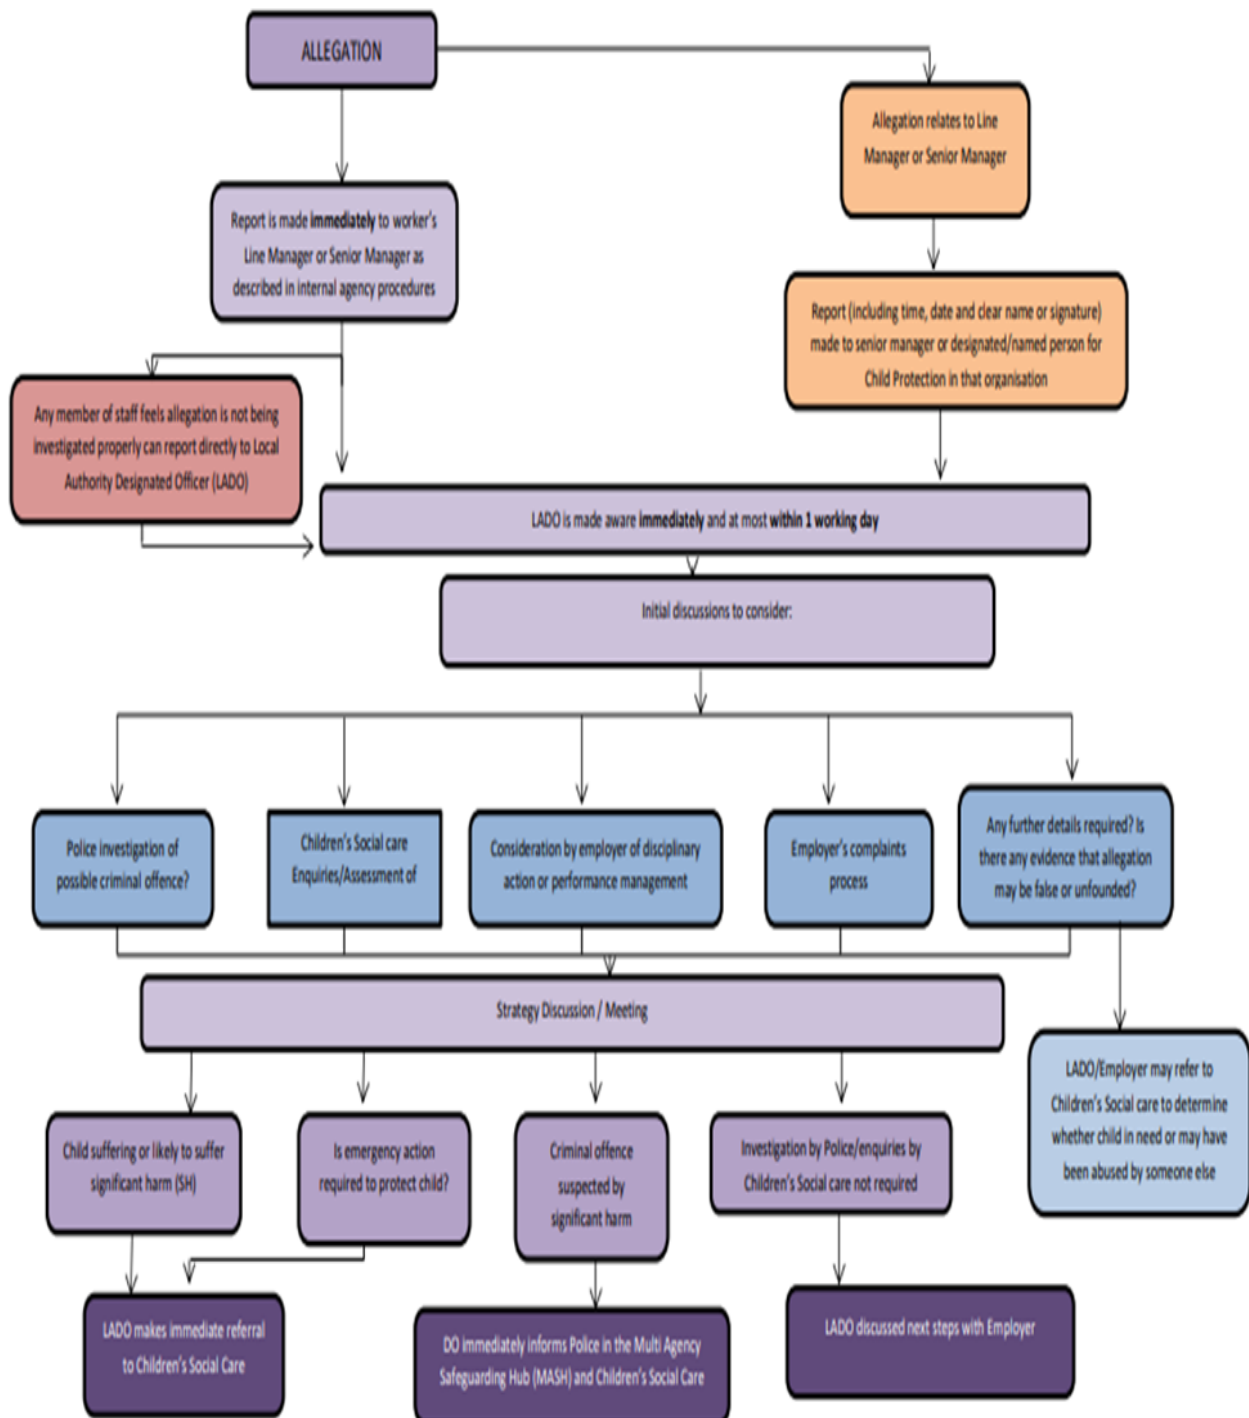 ALLEGATION
Allegation relates to Line
Manager or Senior Manager
Report is made immediately to worker's
Line Manager or Senior Manager as
described in internal agency procedures
Report (including time, date and clear name or signature)
made to senior manager or designated/named person for
Child Protection in that organisation
Any member of staff feels allegation is not being
investigated properly can report directly to Local
Authority Designated Officer (LADO)
LADO is made aware immediately and at most within 1 working day
Initial discussions to consider:
Police investigation of
possible criminal offence?
Children's Social care
Enquiries/Assessment of
Consideration by employer of disciplinary
action or performance management
Employer's complaints
process
Any further details required? Is
there any evidence that allegation
may be false or unfounded?
Strategy Discussion / Meeting
LADO/Employer may refer to
Children's Social care to determine
whether child in need or may have
been abused by someone else
Child suffering or likely to suffer
significant harm (SH)
Is emergency action
required to protect child?
Criminal offence
suspected by
significant harm
Investigation by Police/enquiries by
Children's Social care not required
LADO makes immediate referral
to Children's Social Care
DO immediately informs Police in the Multi Agency
Safeguarding Hub (MASH) and Children's Social Care
LADO discussed next steps with Employer